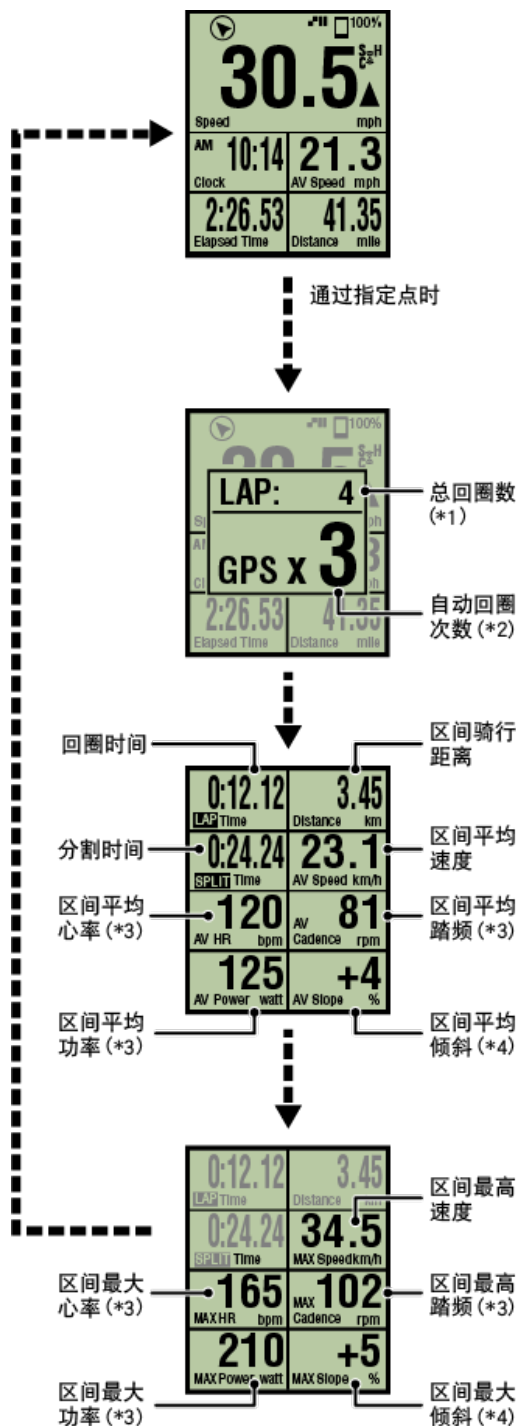 100%
30.5
S
H
C
Speed mph
AM 10:14 21.3
Clock AV Speed mph
2:26.53 41.35
Elapsed Time Distance mile
通过指定点时
100%
LAP: 4
GPS x 3
2:26.53 41.35
Elapsed Time Distance mile
总回圈数
(*1)
自动回圈
次数(*2)
回圈时间
区间骑行
距离
0:12.12 3.45
LAP Time Distance km
分割时间
区间平均
速度
0:24.24 23.1
SPLIT Time AV Speed km/h
区间平均
心率(*3)
区间平均
踏频(*3)
120 AV 81
AV HR bpm Cadence rpm
125 +4
AV Power watt AV Slope %
区间平均
功率(*3)
区间平均
倾斜(*4)
0:12.12 3.45
LAP Time Distance
0:24.24 34.5
SPLIT Time MAX Speed km/h
区间最高
速度
区间最大
心率(*3)
区间最高
踏频(*3)
165 MAX 102
MAX HR bpm Cadence rpm
210 +5
MAX Power watt MAX Slope %
区间最大
功率(*3)
区间最大
倾斜(*4)